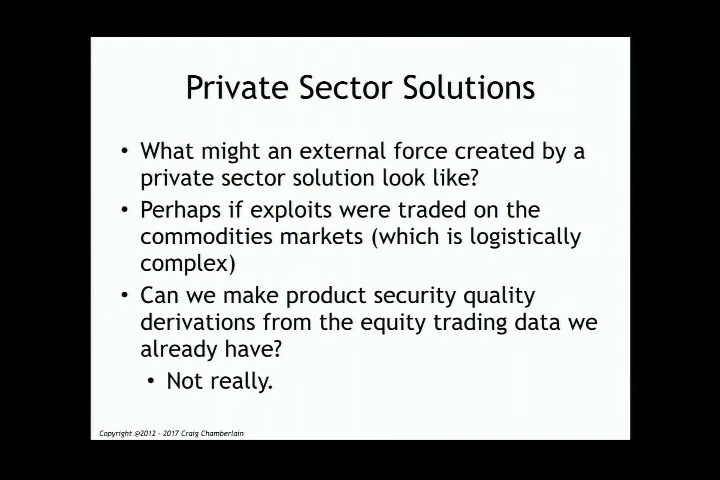 Private Sector Solutions
• What might an external force created by a
private sector solution look like?
• Perhaps if exploits were traded on the
commodities markets (which is logistically
complex)
• Can we make product security quality
derivations from the equity trading data we
already have?
• Not really.
Copyright @2012 - 2017 Craig Chamberlain